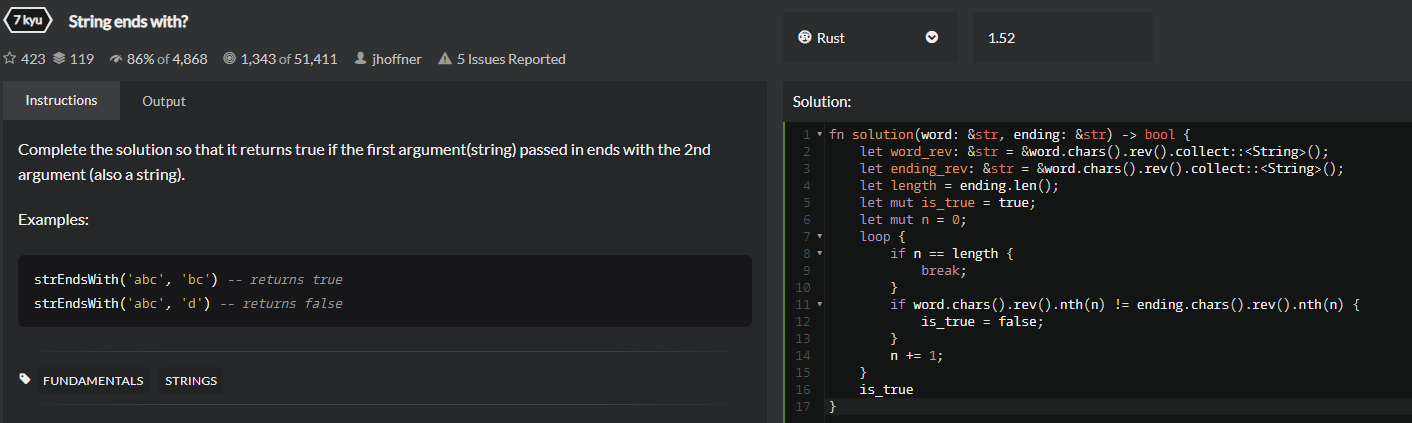 7 kyu String ends with?
423 119 86% of 4,868 1,343 of 51,411 jhoffner 5 Issues Reported
Instructions Output
Complete the solution so that it returns true if the first argument(string) passed in ends with the 2nd
argument (also a string).
Examples:
strEndsWith('abc', 'bc') -- returns true
strEndsWith('abc', 'd') -- returns false
FUNDAMENTALS STRINGS
Rust 1.52
Solution:
1 fn solution(word: &str, ending: &str) -> bool {
2 let word_rev: &str = &word.chars().rev().collect::<String>();
3 let ending_rev: &str = &word.chars().rev().collect::<String>();
4 let length = ending.len();
5 let mut is_true = true;
6 let mut n = 0;
7 loop {
8 if n == length {
9 break;
10 }
11 if word.chars().rev().nth(n) != ending.chars().rev().nth(n) {
12 is_true = false;
13 }
14 n += 1;
15 }
16 is_true
17 }